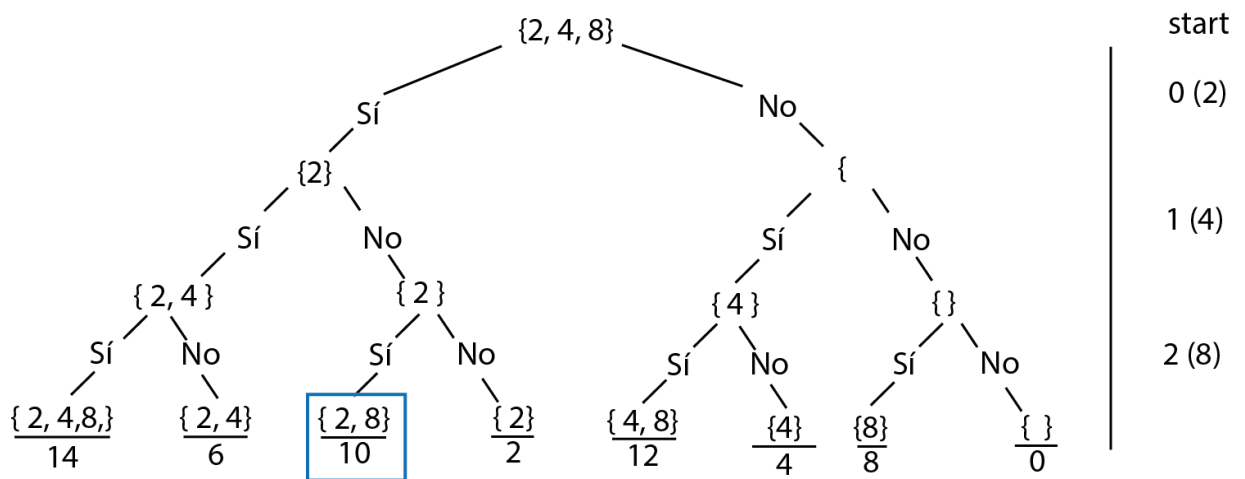 {2, 4, 8}
start
Sí
No
0 (2)
{2}
{
Sí
No
Sí
No
1 (4)
{ 2, 4 }
{ 2 }
{ 4 }
{ }
Sí
No
Sí
No
Sí
No
Sí
No
2 (8)
{ 2, 4,8,}
{ 2, 4}
{ 2, 8}
{ 2}
{ 4, 8}
{4}
{8}
{ }
14
6
10
2
12
4
8
0